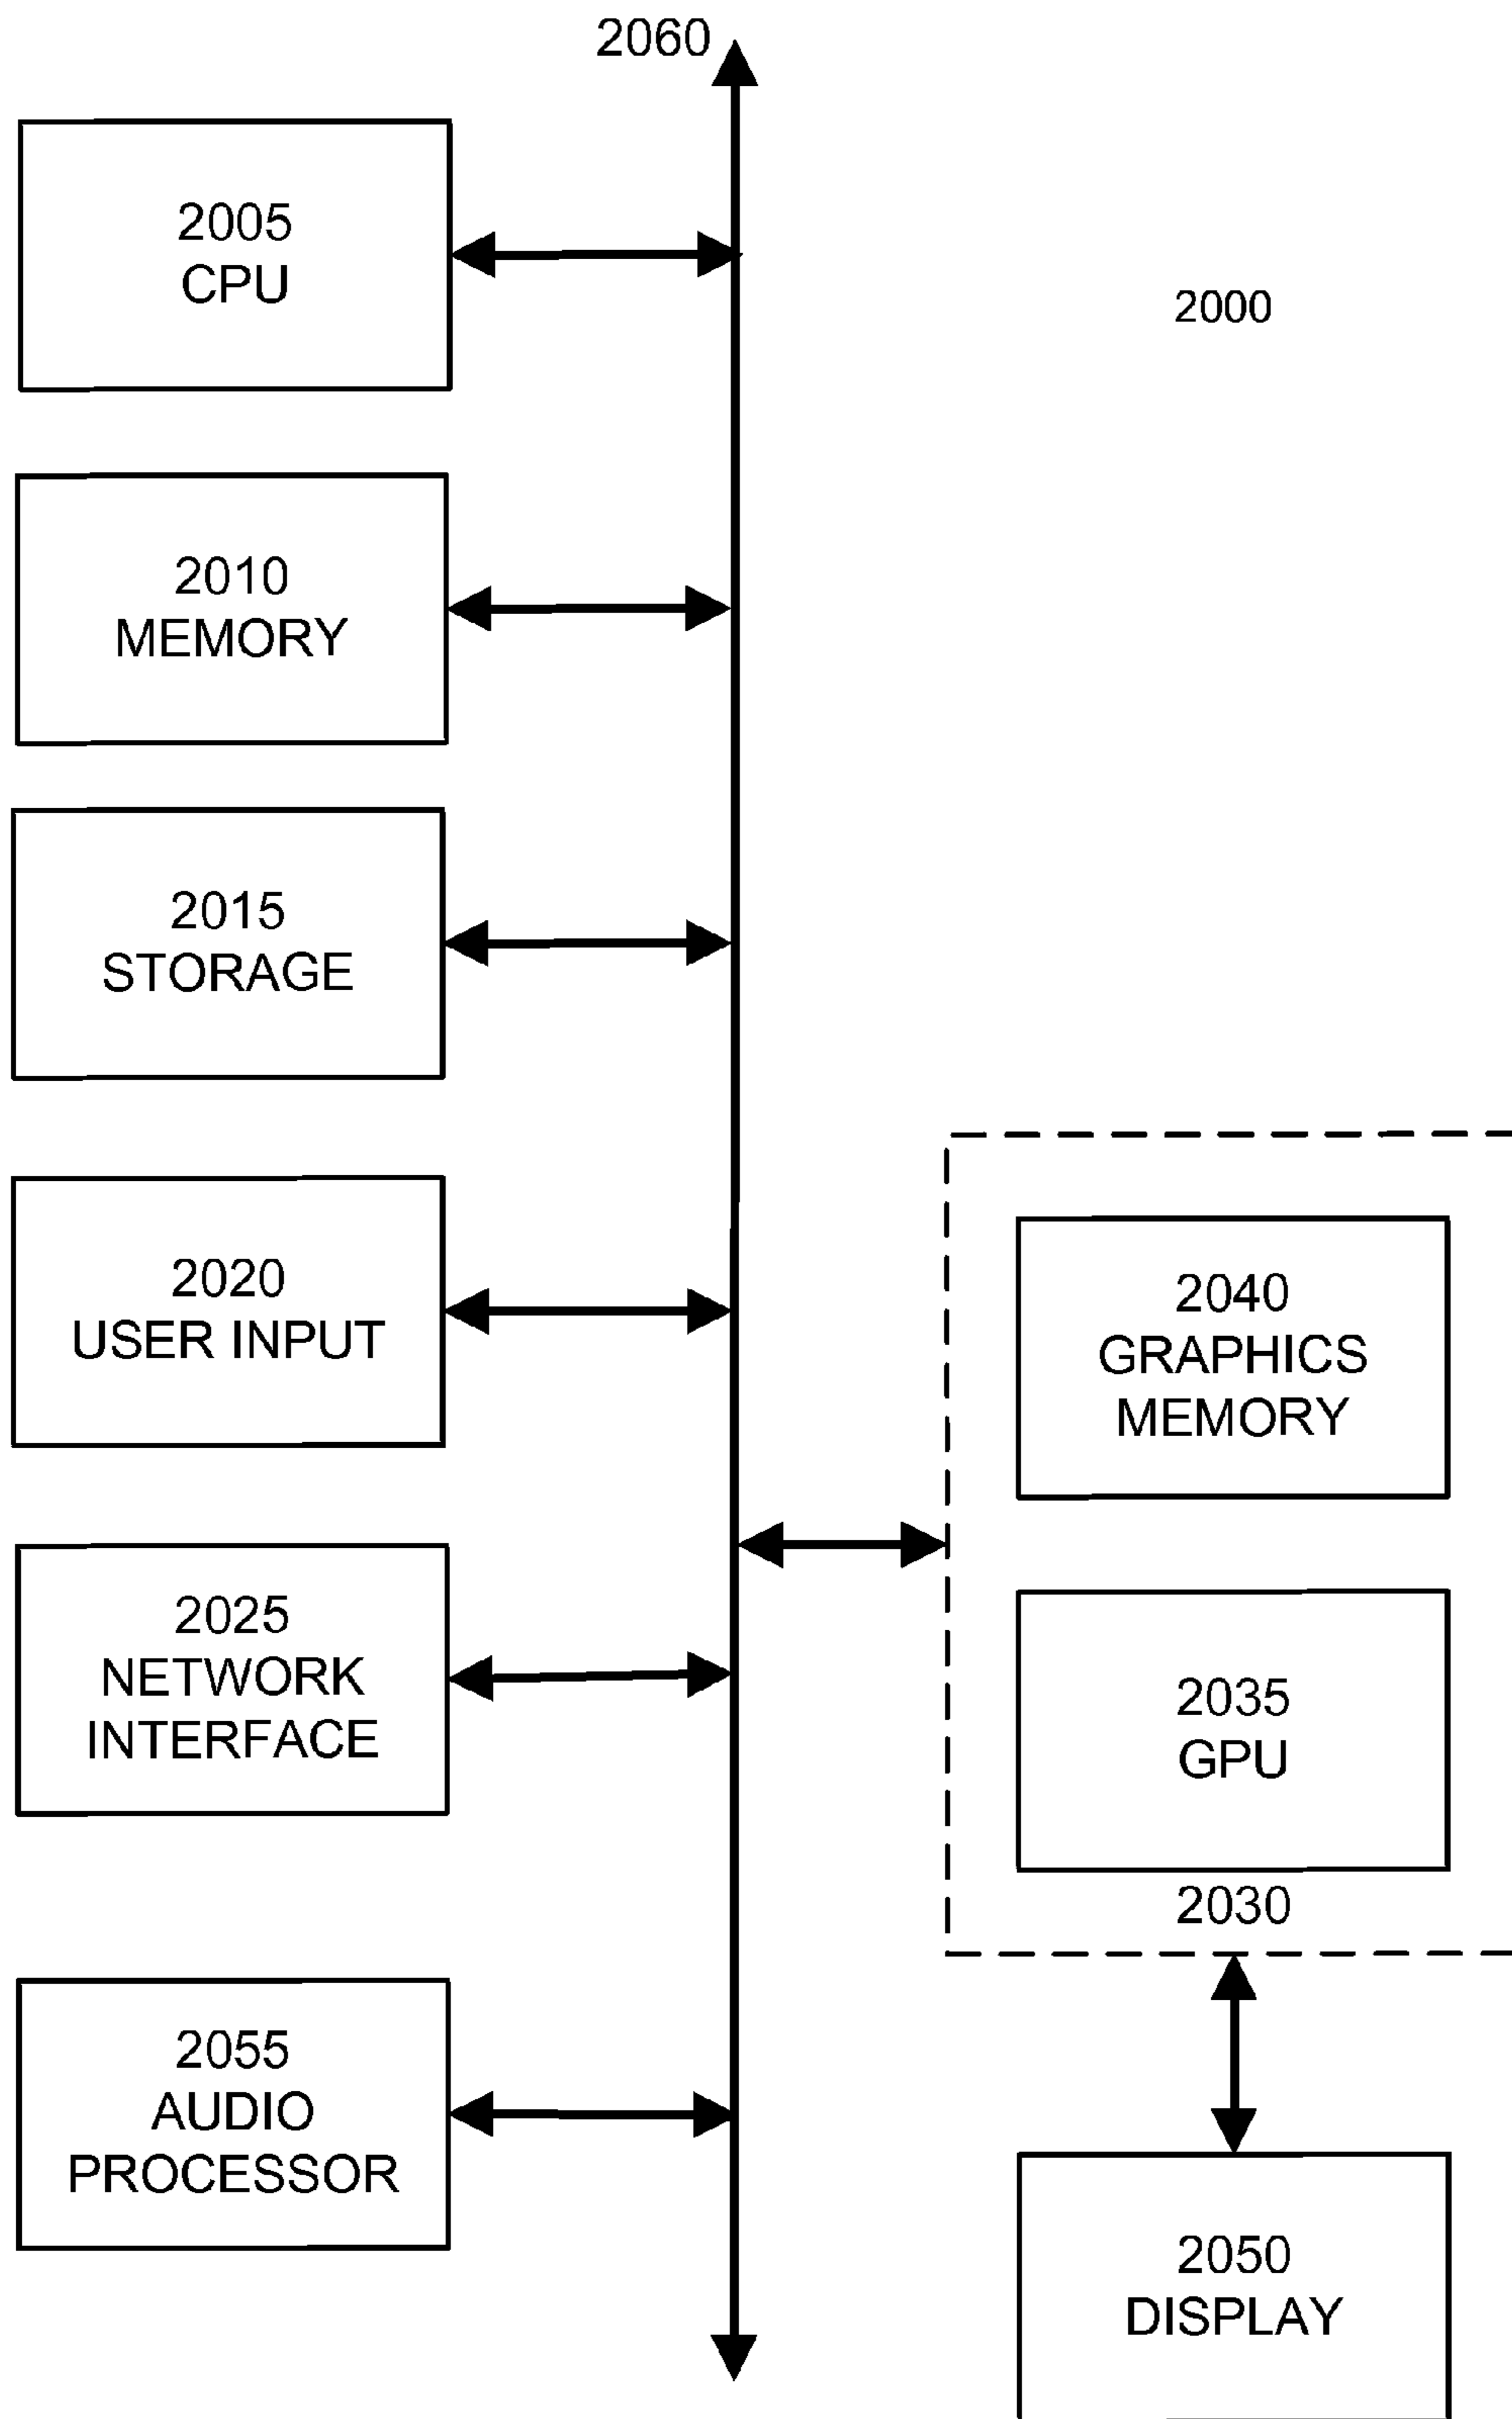 2060
2005
CPU
2000
2010
MEMORY
2015
STORAGE
2020
USER INPUT
2040
GRAPHICS
MEMORY
2025
NETWORK
INTERFACE
2035
GPU
2030
2055
AUDIO
PROCESSOR
2050
DISPLAY